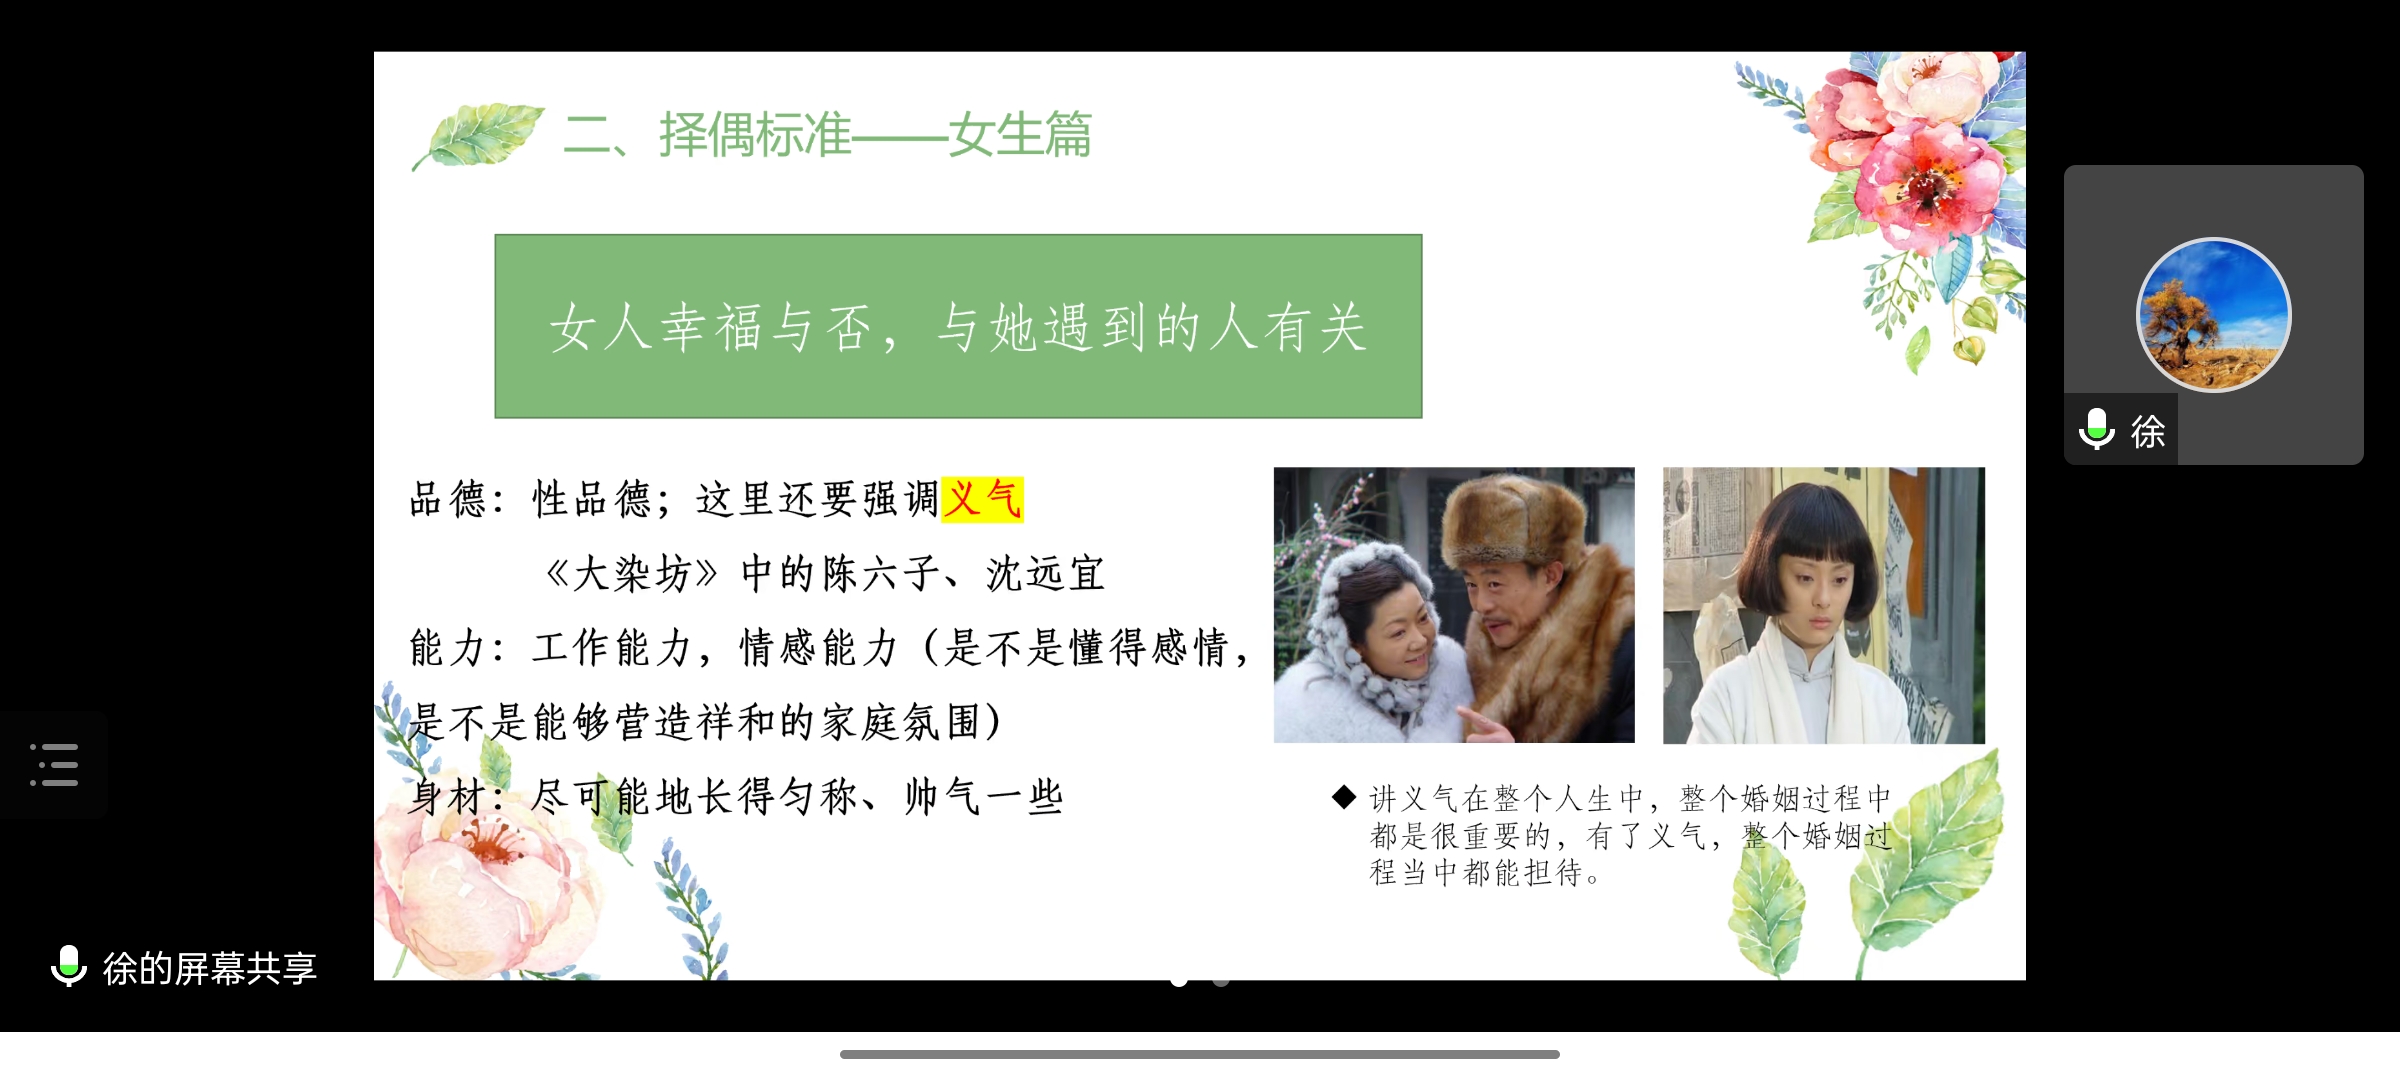 二、择偶标准——女生篇
女人幸福与否，与她遇到的人有关
品德：性品德；这里还要强调义气
《大染坊》中的陈六子、沈远宜
能力：工作能力，情感能力（是不是懂得感情，
是不是能够营造祥和的家庭氛围）
身材：尽可能地长得匀称、帅气一些
◆ 讲义气在整个人生中，整个婚姻过程中
都是很重要的，有了义气，整个婚姻过
程当中都能担待。
徐
徐的屏幕共享